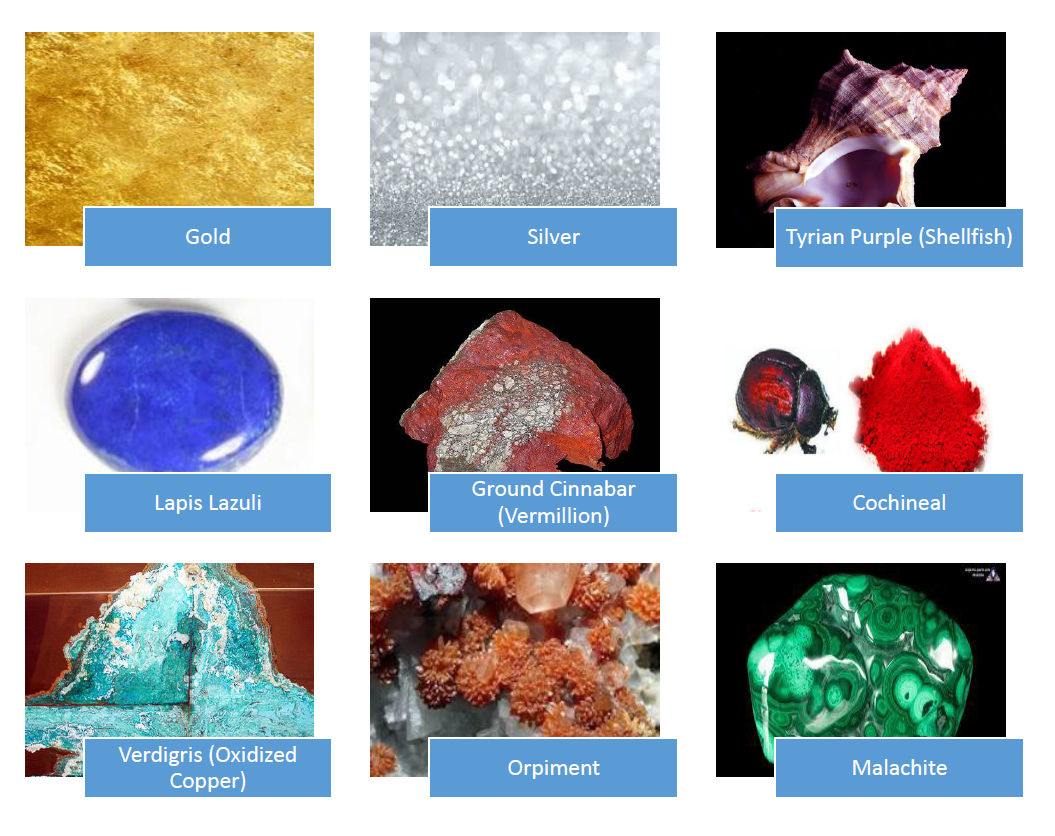 Gold
Silver
Tyrian Purple (Shellfish)
Lapis Lazuli
Ground Cinnabar
(Vermillion)
Cochineal
Verdigris (Oxidized
Copper)
Orpiment
Malachite